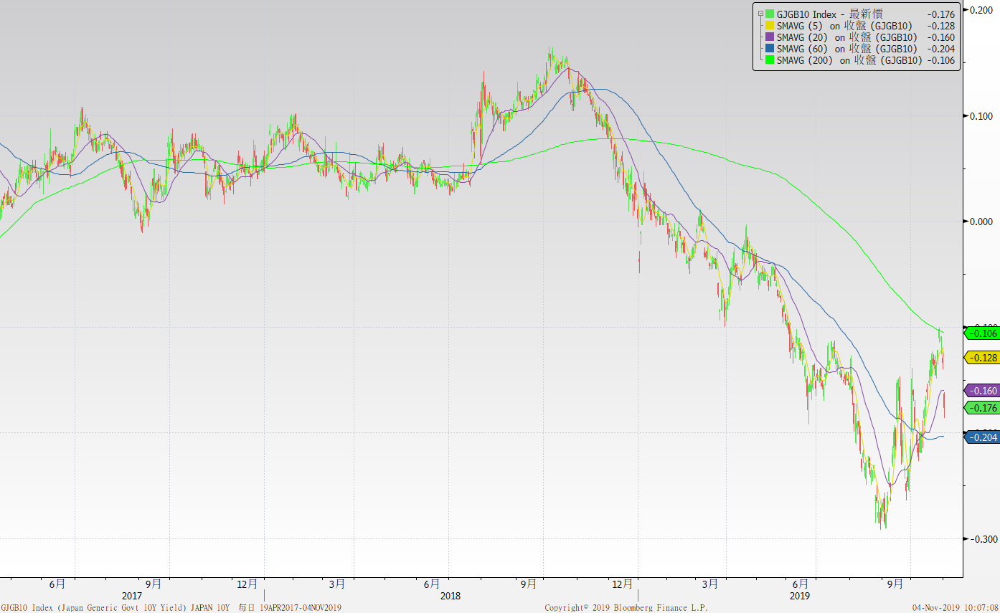 GJGB10 Index - 最新價 -0.176
SMAVG (5) on 收盤 (GJGB10) -0.128
SMAVG (20) on 收盤 (GJGB10) -0.160
SMAVG (60) on 收盤 (GJGB10) -0.204
SMAVG (200) on 收盤 (GJGB10) -0.106
0.200
0.100
0.000
-0.106
-0.128
-0.160
-0.176
-0.204
-0.300
6月 9月 12月 3月 6月 9月 12月 3月 6月 9月
2017 2018 2019
GJGB10 Index (Japan Generic Govt 10Y Yield) JAPAN 10Y 每日 19APR2017-04NOV2019 Copyright© 2019 Bloomberg Finance L.P. 04-Nov-2019 10:07:08